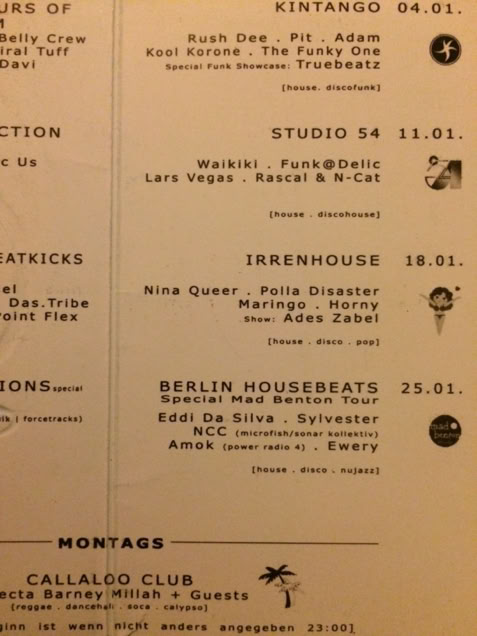 URS OF
M
Belly Crew
iral Tuff
Davi
CTION
c Us
EATKICKS
el
Das.Tribe
oint Flex
IONS special
ik | forcetracks)
KINTANGO 04.01.
Rush Dee . Pit . Adam
Kool Korone . The Funky One
Special Funk Showcase: Truebeatz
[house. discofunk]
STUDIO 54 11.01.
Waikiki . Funk@Delic
Lars Vegas . Rascal & N-Cat
[house . discohouse]
IRRENHOUSE 18.01.
Nina Queer . Polla Disaster
Maringo . Horny
Show: Ades Zabel
[house . disco . pop]
BERLIN HOUSEBEATS 25.01.
Special Mad Benton Tour
Eddi Da Silva . Sylvester
NCC (microfish/sonar kollektiv)
Amok (power radio 4) . Ewery
[house . disco . nujazz]
MONTAGS
CALLALOO CLUB
ecta Barney Millah + Guests
[reggae . dancehall . soca . calypso]
ginn ist wenn nicht anders angegeben 23:00]